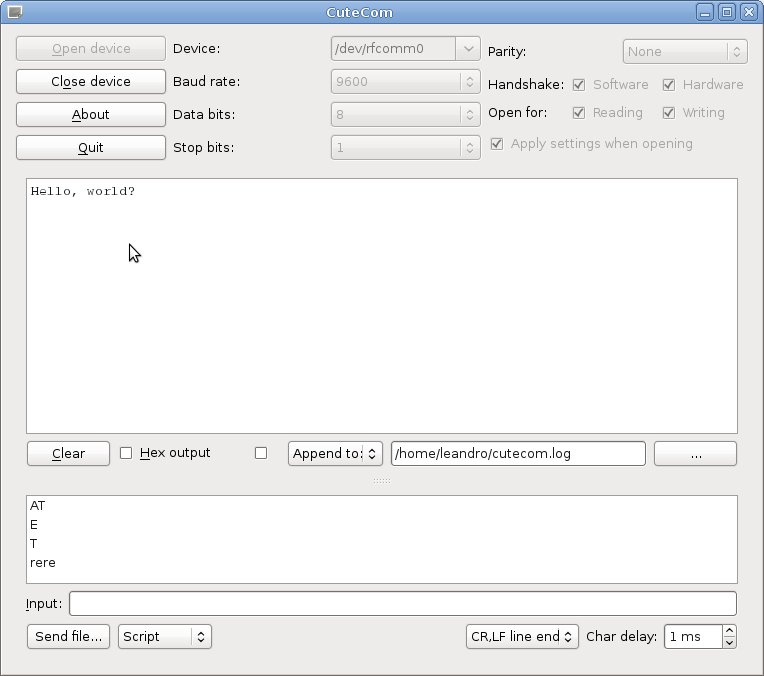 CuteCom
Open device
Device:
/dev/rfcomm0
Parity:
None
Close device
Baud rate:
9600
Handshake:
Software
Hardware
About
Data bits:
8
Open for:
Reading
Writing
Quit
Stop bits:
1
Apply settings when opening
Hello, world?
Clear
Hex output
Append to:
/home/leandro/cutecom.log
...
AT
E
T
rere
Input:
Send file...
Script
CR,LF line end
Char delay:
1 ms